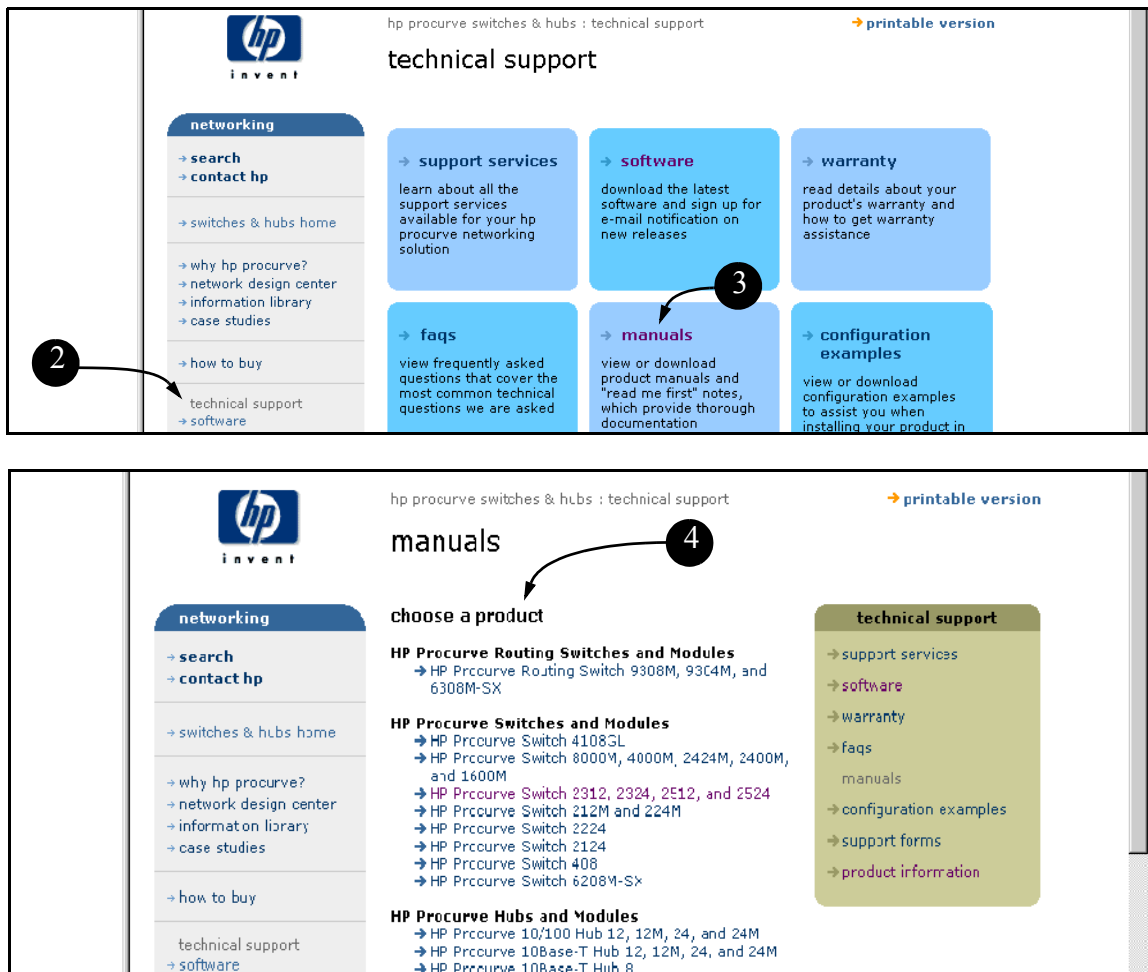 hp procurve switches & hubs : technical support
→ printable version
hp
invent
technical support
networking
→ search
→ contact hp
→ switches & hubs home
→ why hp procurve?
→ network design center
→ information library
→ case studies
→ how to buy
technical support
→ software
2
→ support services
learn about all the
support services
available for your hp
procurve networking
solution
→ software
download the latest
software and sign up for
e-mail notification on
new releases
→ warranty
read details about your
product's warranty and
how to get warranty
assistance
3
→ faqs
view frequently asked
questions that cover the
most common technical
questions we are asked
→ manuals
view or download
product manuals and
"read me first" notes,
which provide thorough
documentation
→ configuration
examples
view or download
configuration examples
to assist you when
installing your product in
hp procurve switches & hubs : technical support
→ printable version
hp
invent
manuals
4
networking
→ search
→ contact hp
→ switches & hubs home
→ why hp procurve?
→ network design center
→ information library
→ case studies
→ how to buy
technical support
→ software
choose a product
HP Procurve Routing Switches and Modules
→ HP Procurve Routing Switch 9308M, 9304M, and
6308M-SX
HP Procurve Switches and Modules
→ HP Procurve Switch 4108GL
→ HP Procurve Switch 8000M, 4000M, 2424M, 2400M,
and 1600M
→ HP Procurve Switch 2312, 2324, 2512, and 2524
→ HP Procurve Switch 212M and 224M
→ HP Procurve Switch 2224
→ HP Procurve Switch 2124
→ HP Procurve Switch 408
→ HP Procurve Switch 6208M-SX
HP Procurve Hubs and Modules
→ HP Procurve 10/100 Hub 12, 12M, 24, and 24M
→ HP Procurve 10Base-T Hub 12, 12M, 24, and 24M
→ HP Procurve 10Base-T Hub 8
technical support
→ support services
→ software
→ warranty
→ faqs
manuals
→ configuration examples
→ support forms
→ product information